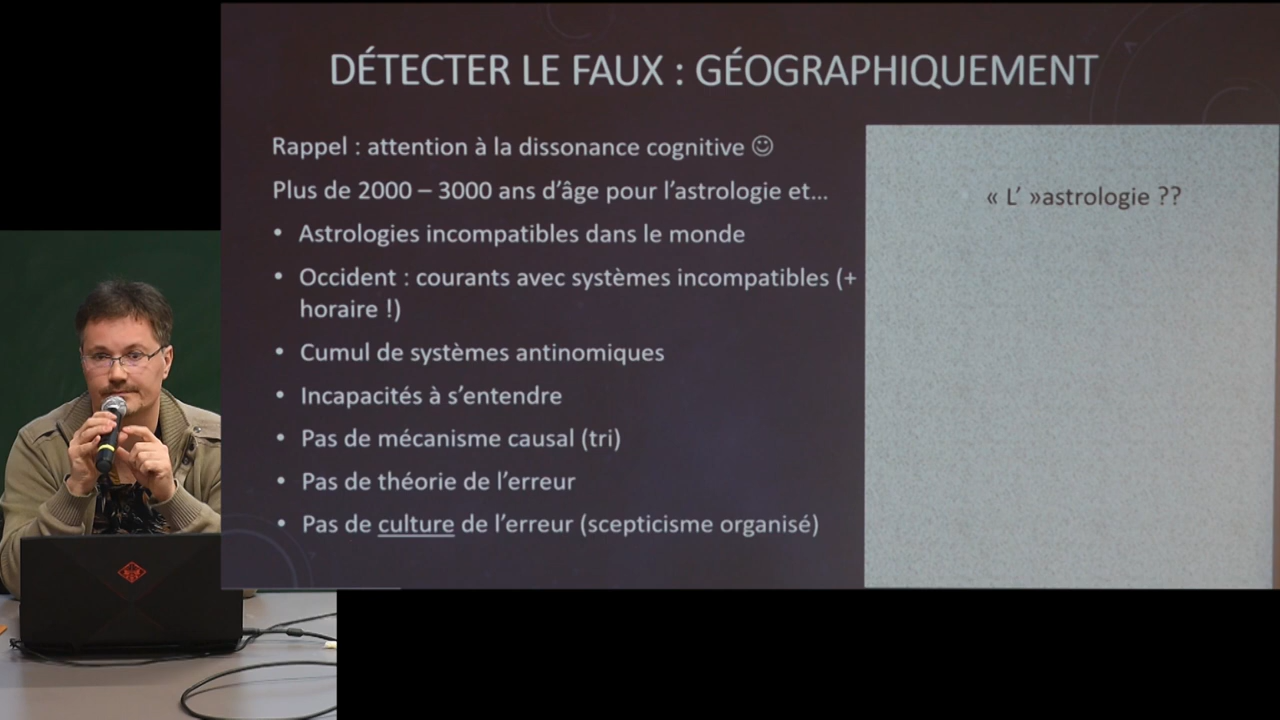 DÉTECTER LE FAUX : GÉOGRAPHIQUEMENT
Rappel : attention à la dissonance cognitive ☺
Plus de 2000 – 3000 ans d’âge pour l’astrologie et…
• Astrologies incompatibles dans le monde
• Occident : courants avec systèmes incompatibles (+
horaire !)
• Cumul de systèmes antinomiques
• Incapacités à s’entendre
• Pas de mécanisme causal (tri)
• Pas de théorie de l’erreur
• Pas de culture de l’erreur (scepticisme organisé)
« L’ »astrologie ??